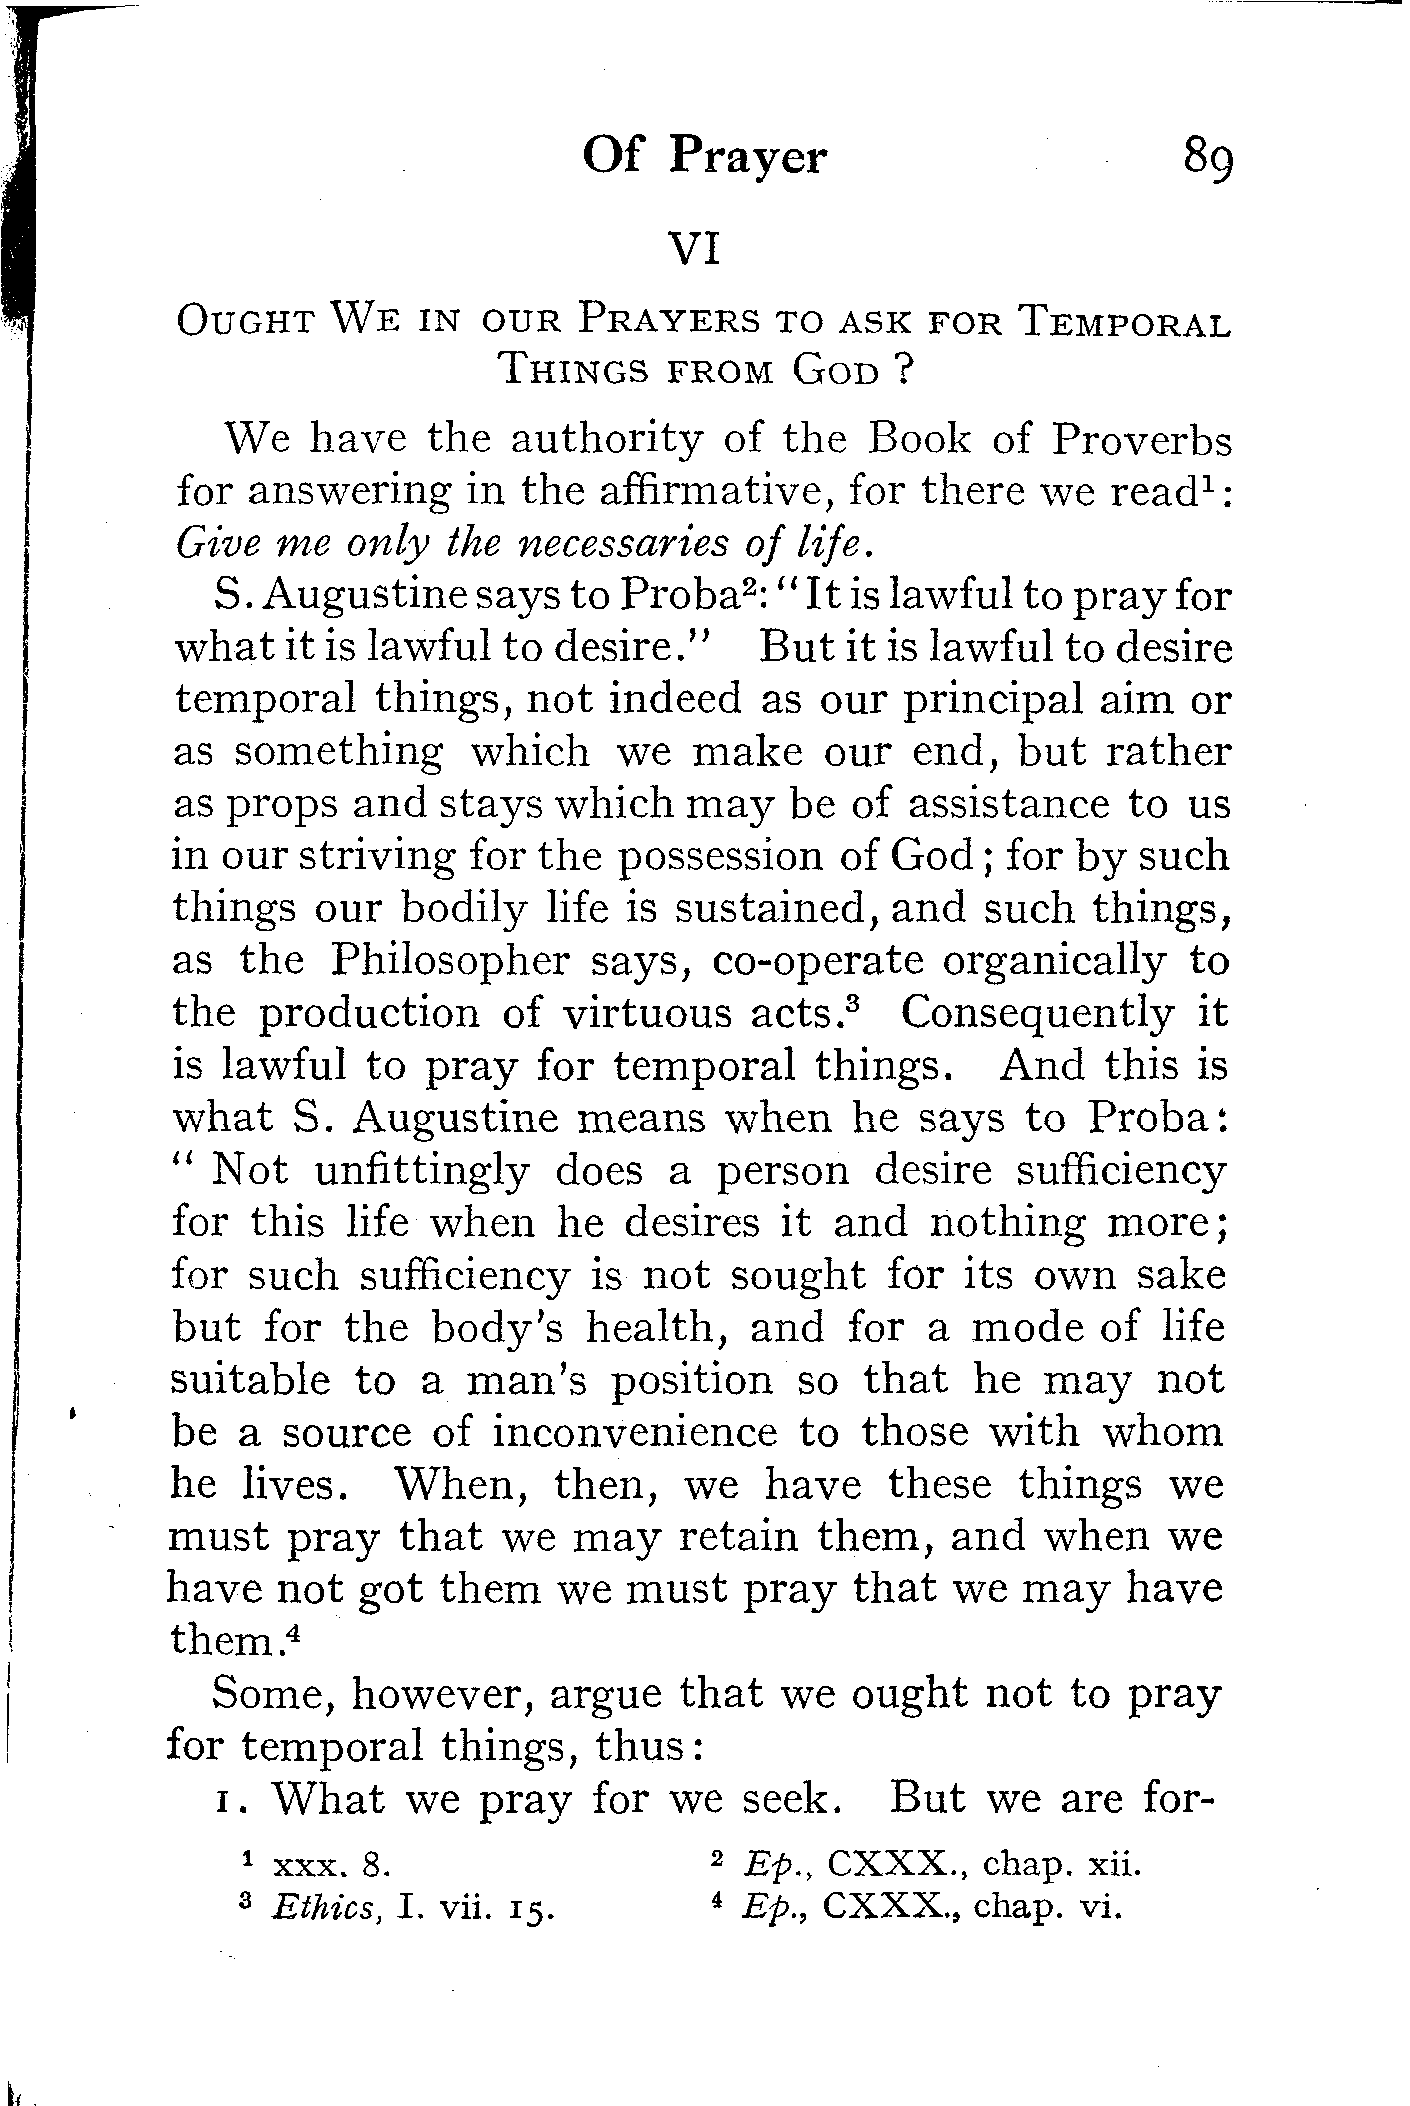 Of Prayer 89
VI
Ought We in our Prayers to ask for Temporal
Things from God ?
We have the authority of the Book of Proverbs
for answering in the affirmative, for there we read¹:
Give me only the necessaries of life.
S. Augustine says to Proba²: “It is lawful to pray for
what it is lawful to desire.” But it is lawful to desire
temporal things, not indeed as our principal aim or
as something which we make our end, but rather
as props and stays which may be of assistance to us
in our striving for the possession of God; for by such
things our bodily life is sustained, and such things,
as the Philosopher says, co-operate organically to
the production of virtuous acts.³ Consequently it
is lawful to pray for temporal things. And this is
what S. Augustine means when he says to Proba:
“ Not unfittingly does a person desire sufficiency
for this life when he desires it and nothing more;
for such sufficiency is not sought for its own sake
but for the body's health, and for a mode of life
suitable to a man's position so that he may not
be a source of inconvenience to those with whom
he lives. When, then, we have these things we
must pray that we may retain them, and when we
have not got them we must pray that we may have
them.⁴
Some, however, argue that we ought not to pray
for temporal things, thus:
1. What we pray for we seek. But we are for-
¹ xxx. 8. ² Ep., CXXX., chap. xii.
³ Ethics, I. vii. 15. ⁴ Ep., CXXX., chap. vi.